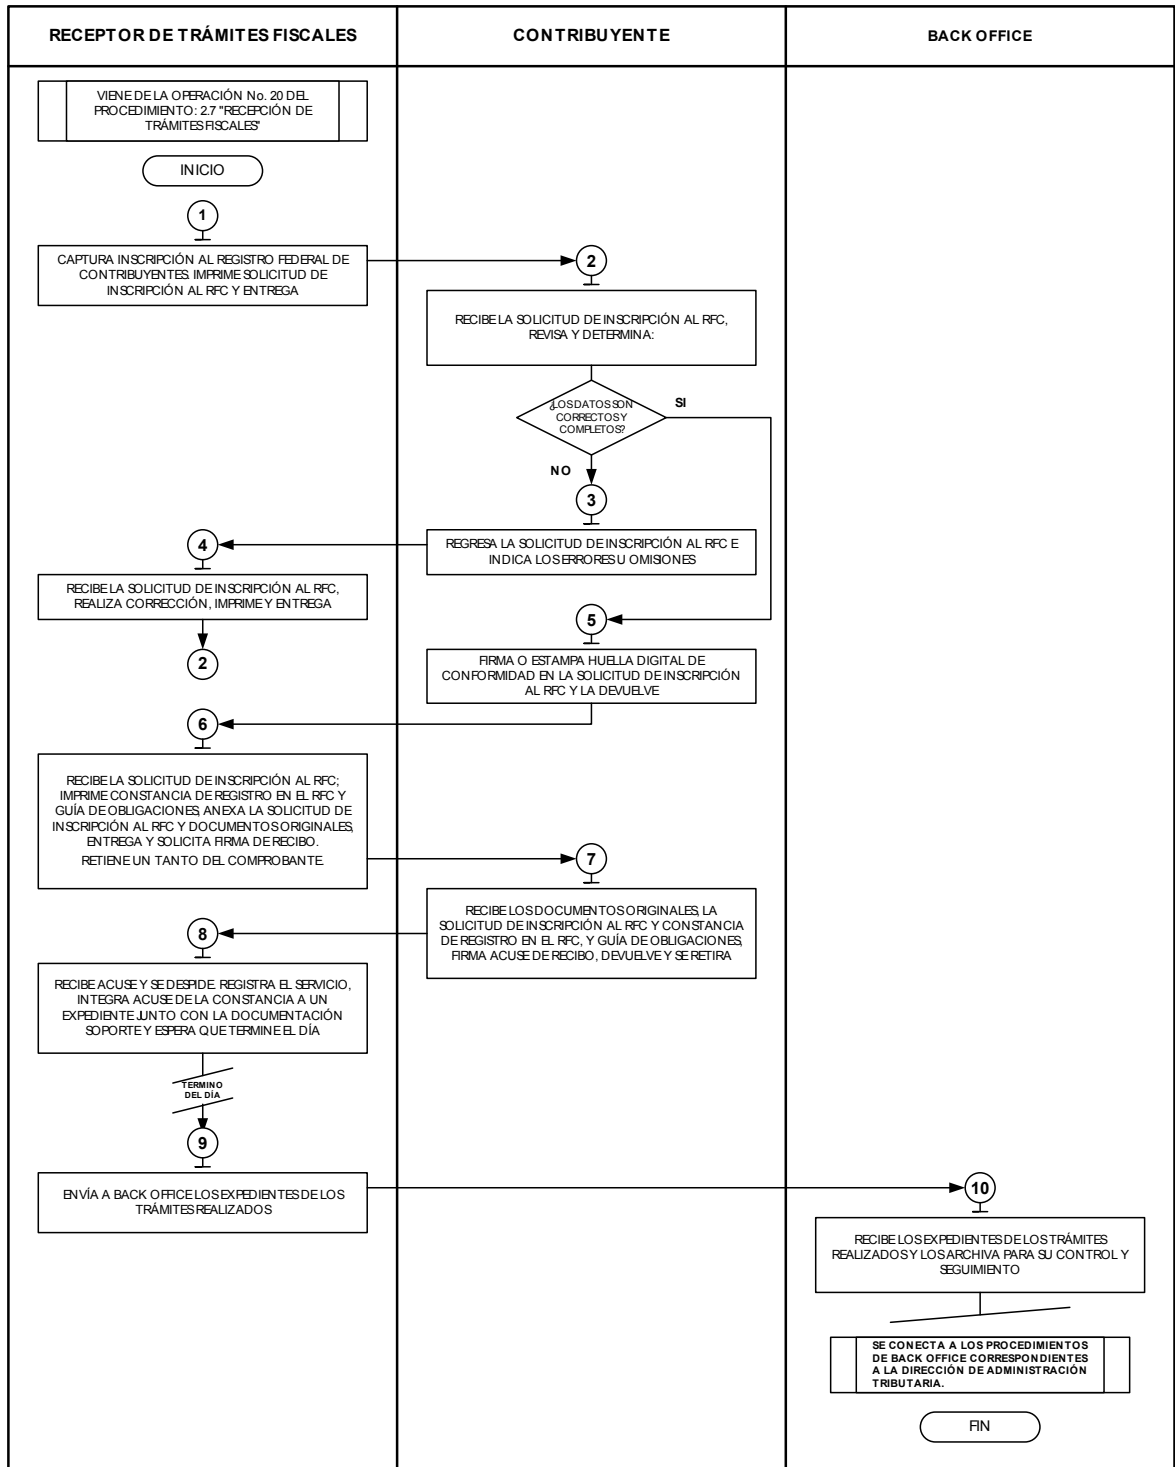 RECEPTOR DE TRÁMITES FISCALES
CONTRIBUYENTE
BACK OFFICE
VIENE DE LA OPERACIÓN No. 20 DEL
PROCEDIMIENTO: 2.7 "RECEPCIÓN DE
TRÁMITES FISCALES"
INICIO
1
CAPTURA INSCRIPCIÓN AL REGISTRO FEDERAL DE
CONTRIBUYENTES. IMPRIME SOLICITUD DE
INSCRIPCIÓN AL RFC Y ENTREGA
2
RECIBE LA SOLICITUD DE INSCRIPCIÓN AL RFC,
REVISA Y DETERMINA:
¿LOS DATOS SON
CORRECTOS Y
COMPLETOS?
SI
NO
3
REGRESA LA SOLICITUD DE INSCRIPCIÓN AL RFC E
INDICA LOS ERRORES U OMISIONES
4
RECIBE LA SOLICITUD DE INSCRIPCIÓN AL RFC,
REALIZA CORRECCIÓN, IMPRIME Y ENTREGA
2
5
FIRMA O ESTAMPA HUELLA DIGITAL DE
CONFORMIDAD EN LA SOLICITUD DE INSCRIPCIÓN
AL RFC Y LA DEVUELVE
6
RECIBE LA SOLICITUD DE INSCRIPCIÓN AL RFC;
IMPRIME CONSTANCIA DE REGISTRO EN EL RFC Y
GUÍA DE OBLIGACIONES, ANEXA LA SOLICITUD DE
INSCRIPCIÓN AL RFC Y DOCUMENTOS ORIGINALES,
ENTREGA Y SOLICITA FIRMA DE RECIBO.
RETIENE UN TANTO DEL COMPROBANTE.
7
RECIBE LOS DOCUMENTOS ORIGINALES, LA
SOLICITUD DE INSCRIPCIÓN AL RFC Y CONSTANCIA
DE REGISTRO EN EL RFC, Y GUÍA DE OBLIGACIONES,
FIRMA ACUSE DE RECIBO, DEVUELVE Y SE RETIRA
8
RECIBE ACUSE Y SE DESPIDE. REGISTRA EL SERVICIO,
INTEGRA ACUSE DE LA CONSTANCIA A UN
EXPEDIENTE JUNTO CON LA DOCUMENTACIÓN
SOPORTE Y ESPERA QUE TERMINE EL DÍA
TERMINO
DEL DÍA
9
ENVÍA A BACK OFFICE LOS EXPEDIENTES DE LOS
TRÁMITES REALIZADOS
10
RECIBE LOS EXPEDIENTES DE LOS TRÁMITES
REALIZADOS Y LOS ARCHIVA PARA SU CONTROL Y
SEGUIMIENTO
SE CONECTA A LOS PROCEDIMIENTOS
DE BACK OFFICE CORRESPONDIENTES
A LA DIRECCIÓN DE ADMINISTRACIÓN
TRIBUTARIA.
FIN